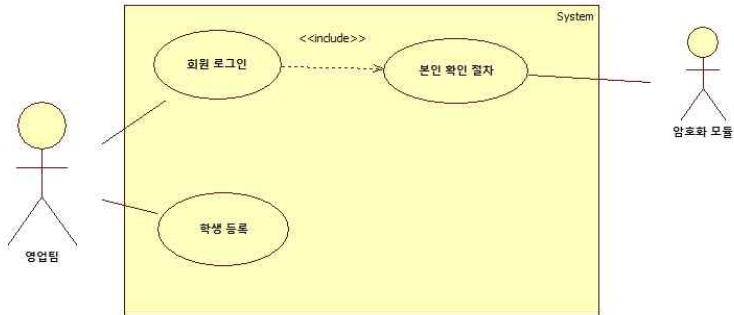 System
<<include>>
회원 로그인
본인 확인 절차
암호화 모듈
학생 등록
영업팀